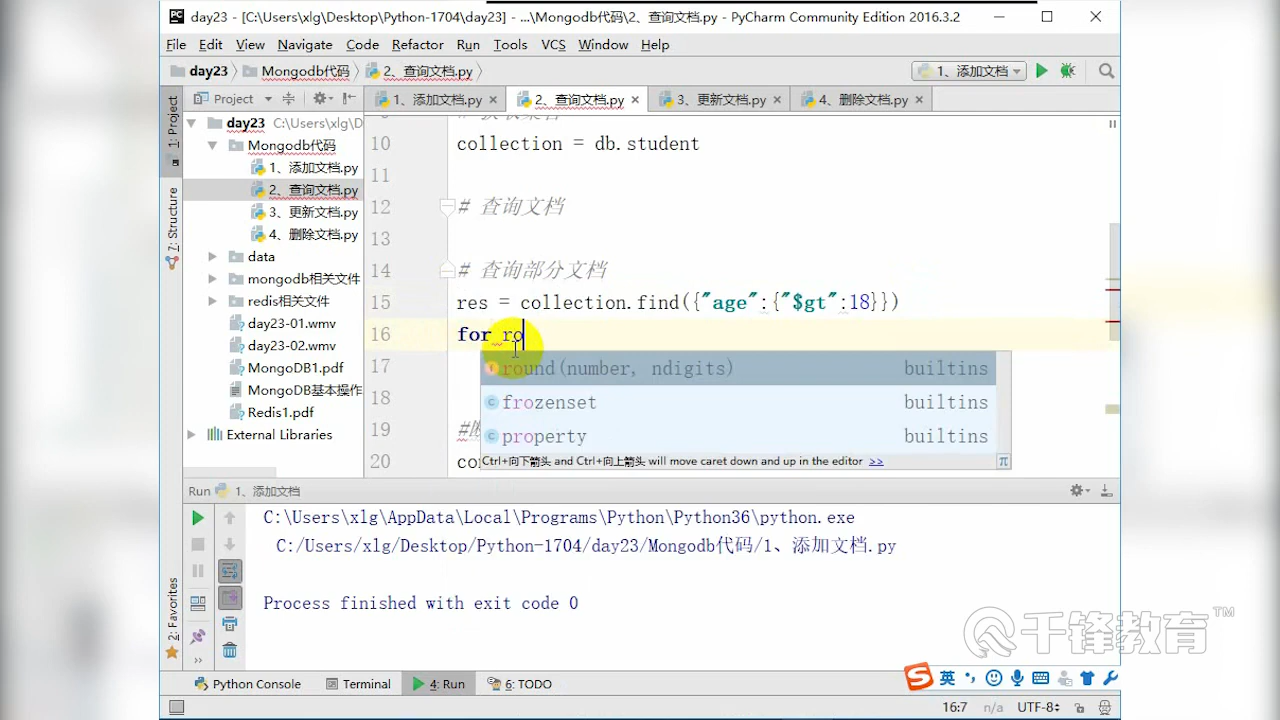 day23 - [C:\Users\xlg\Desktop\Python-1704\day23] - ...\Mongodb代码\2、查询文档.py - PyCharm Community Edition 2016.3.2
File Edit View Navigate Code Refactor Run Tools VCS Window Help
day23 Mongodb代码 2、查询文档.py 1、添加文档
Project 1、添加文档.py 2、查询文档.py 3、更新文档.py 4、删除文档.py
1: Project
7: Structure
2: Favorites
day23 C:\Users\xlg\D
Mongodb代码
1、添加文档.py
2、查询文档.py
3、更新文档.py
4、删除文档.py
data
mongodb相关文件
redis相关文件
day23-01.wmv
day23-02.wmv
MongoDB1.pdf
MongoDB基本操作
Redis1.pdf
External Libraries
10 collection = db.student
11
12 # 查询文档
13
14 # 查询部分文档
15 res = collection.find({"age":{"$gt":18}})
16 for ro
17
18
19
20
round(number, ndigits) builtins
frozenset builtins
property builtins
Ctrl+向下箭头 and Ctrl+向上箭头 will move caret down and up in the editor >> π
Run 1、添加文档
C:\Users\xlg\AppData\Local\Programs\Python\Python36\python.exe
C:/Users/xlg/Desktop/Python-1704/day23/Mongodb代码/1、添加文档.py
Process finished with exit code 0
千锋教育™
英
Python Console Terminal 4: Run 6: TODO
16:7 n/a UTF-8